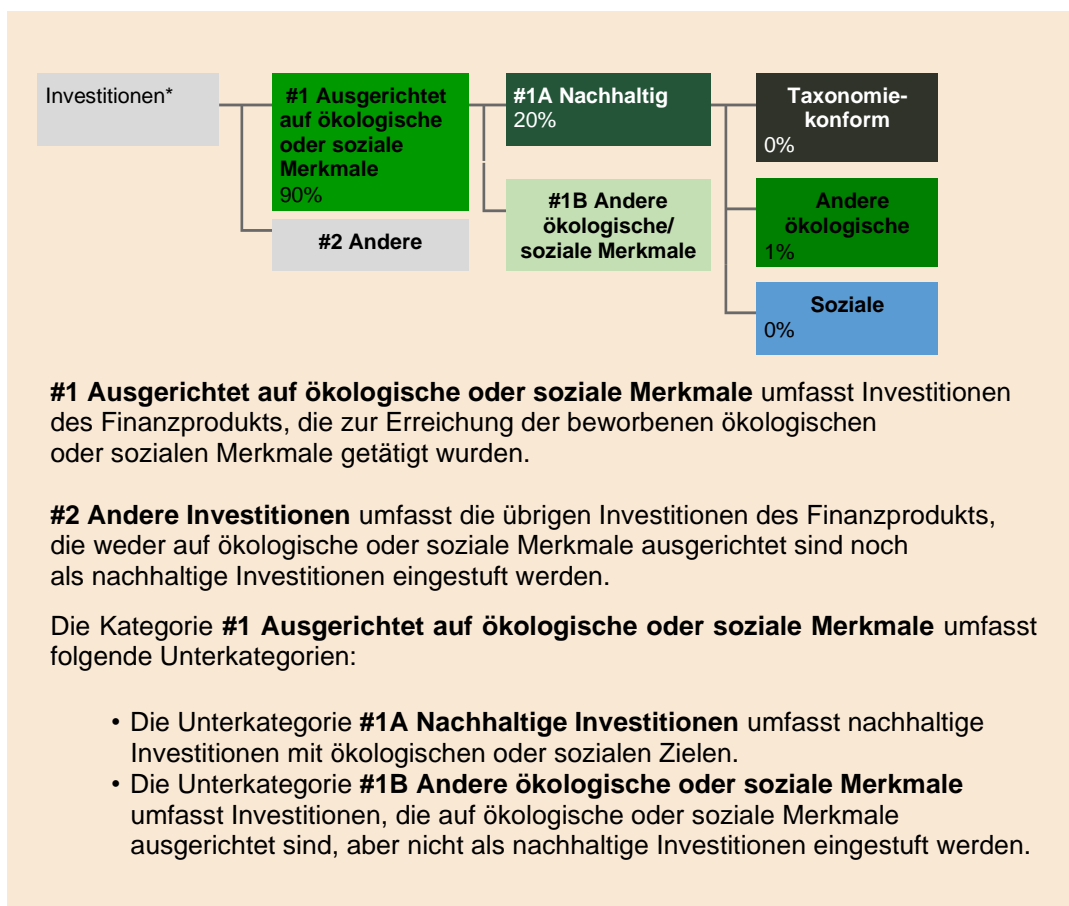 Investitionen*
#1 Ausgerichtet
auf ökologische
oder soziale
Merkmale
90%
#2 Andere
#1A Nachhaltig
20%
#1B Andere
ökologische/
soziale Merkmale
Taxonomie-
konform
0%
Andere
ökologische
1%
Soziale
0%
#1 Ausgerichtet auf ökologische oder soziale Merkmale umfasst Investitionen
des Finanzprodukts, die zur Erreichung der beworbenen ökologischen
oder sozialen Merkmale getätigt wurden.
#2 Andere Investitionen umfasst die übrigen Investitionen des Finanzprodukts,
die weder auf ökologische oder soziale Merkmale ausgerichtet sind noch
als nachhaltige Investitionen eingestuft werden.
Die Kategorie #1 Ausgerichtet auf ökologische oder soziale Merkmale umfasst
folgende Unterkategorien:
• Die Unterkategorie #1A Nachhaltige Investitionen umfasst nachhaltige
Investitionen mit ökologischen oder sozialen Zielen.
• Die Unterkategorie #1B Andere ökologische oder soziale Merkmale
umfasst Investitionen, die auf ökologische oder soziale Merkmale
ausgerichtet sind, aber nicht als nachhaltige Investitionen eingestuft werden.